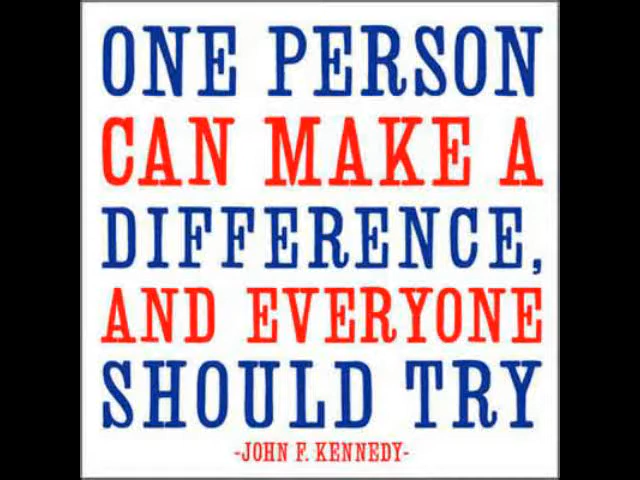 ONE PERSON
CAN MAKE A
DIFFERENCE,
AND EVERYONE
SHOULD TRY
-JOHN F. KENNEDY-